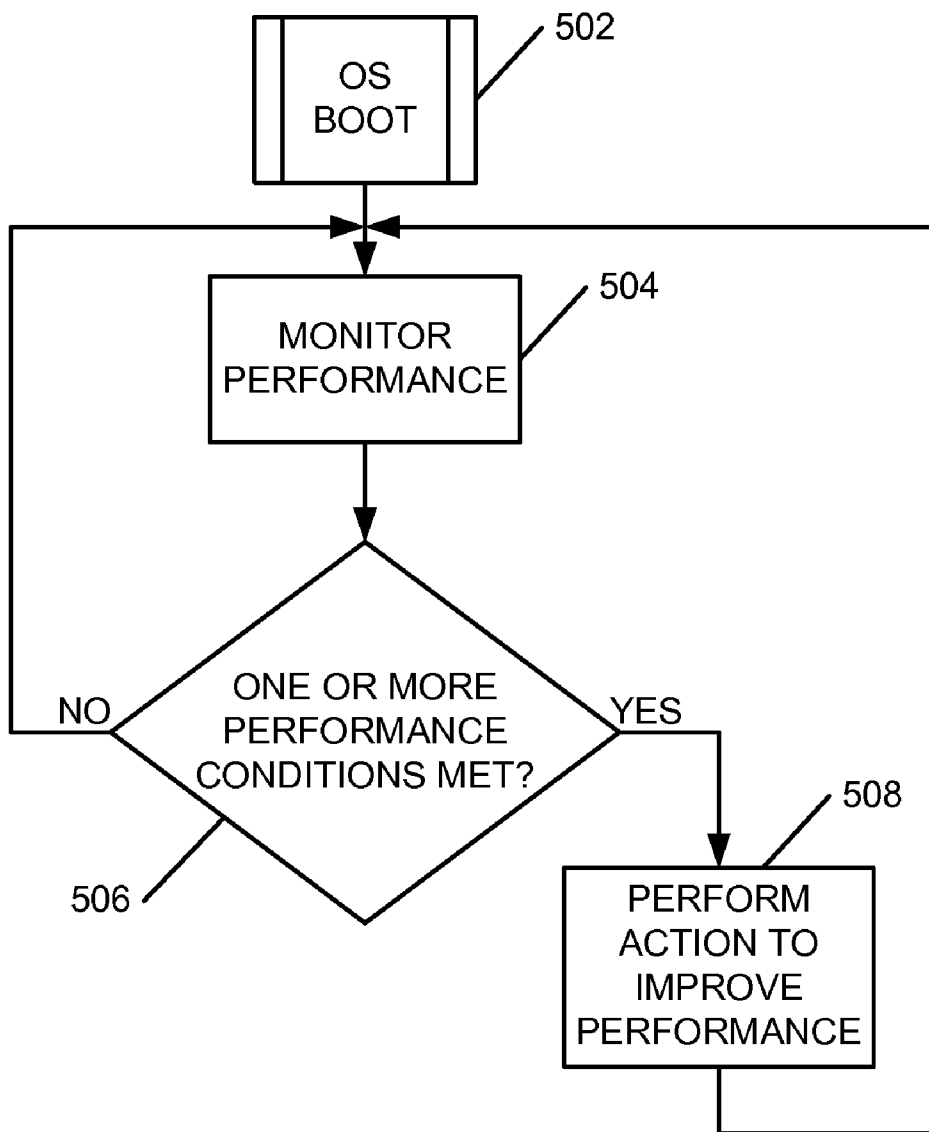 502
OS
BOOT
504
MONITOR
PERFORMANCE
NO
ONE OR MORE
PERFORMANCE
CONDITIONS MET?
YES
506
508
PERFORM
ACTION TO
IMPROVE
PERFORMANCE